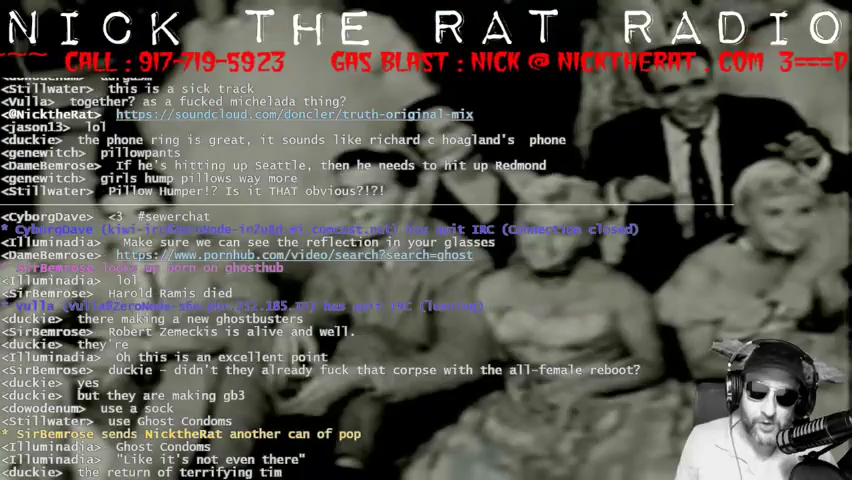 NICK THE RAT RADIO
~~~ CALL : 917-719-5923 GAS BLAST : NICK @ NICKTHERAT . COM 3===D
<Stillwater> this is a sick track
<Vulla> together? as a fucked michelada thing?
<@NicktheRat> https://soundcloud.com/doncler/truth-original-mix
<jason13> lol
<duckie> the phone ring is great, it sounds like richard c hoagland's phone
<genewitch> pillowpants
<DameBemrose> If he's hitting up Seattle, then he needs to hit up Redmond
<genewitch> girls hump pillows way more
<Stillwater> Pillow Humper!? Is it THAT obvious?!?!
<CyborgDave> <3 #sewerchat
* CyborgDave has quit IRC (Connection closed)
<Illuminadia> Make sure we can see the reflection in your glasses
<DameBemrose> https://www.pornhub.com/video/search?search=ghost
* SirBemrose looks up porn on ghosthub
<Illuminadia> lol
<SirBemrose> Harold Ramis died
* Vulla has quit IRC (leaving)
<duckie> there making a new ghostbusters
<SirBemrose> Robert Zemeckis is alive and well.
<duckie> they're
<Illuminadia> Oh this is an excellent point
<SirBemrose> duckie - didn't they already fuck that corpse with the all-female reboot?
<duckie> yes
<duckie> but they are making gb3
<dowodenum> use a sock
<Stillwater> use Ghost Condoms
* SirBemrose sends NicktheRat another can of pop
<Illuminadia> Ghost Condoms
<Illuminadia> "Like it's not even there"
<duckie> the return of terrifying tim